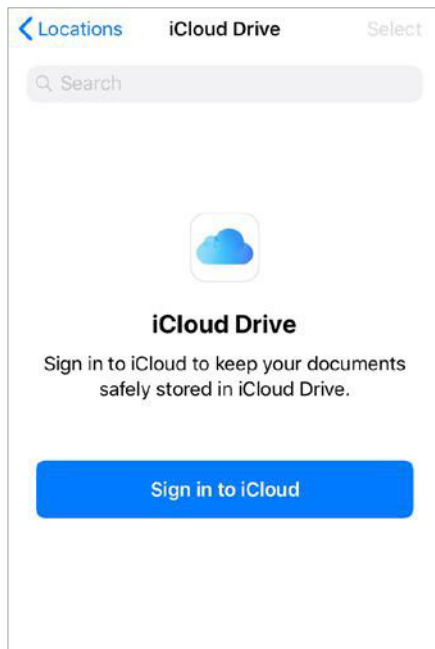 Locations
iCloud Drive
Select
Search
iCloud Drive
Sign in to iCloud to keep your documents
safely stored in iCloud Drive.
Sign in to iCloud